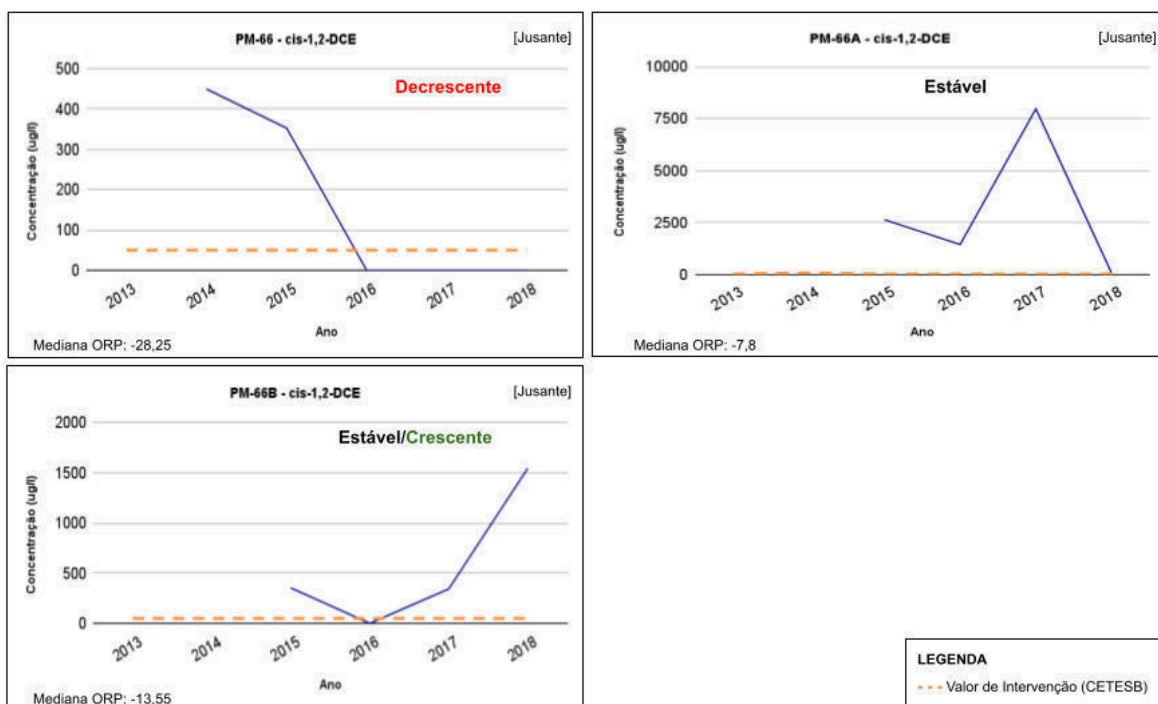 PM-66 - cis-1,2-DCE
[Jusante]
Decrescente
Concentração (ug/l)
500
400
300
200
100
0
2013
2014
2015
2016
2017
2018
Ano
Mediana ORP: -28,25
PM-66A - cis-1,2-DCE
[Jusante]
Estável
Concentração (ug/l)
10000
7500
5000
2500
0
2013
2014
2015
2016
2017
2018
Ano
Mediana ORP: -7,8
PM-66B - cis-1,2-DCE
[Jusante]
Estável/Crescente
Concentração (ug/l)
2000
1500
1000
500
0
2013
2014
2015
2016
2017
2018
Ano
Mediana ORP: -13,55
LEGENDA
Valor de Intervenção (CETESB)